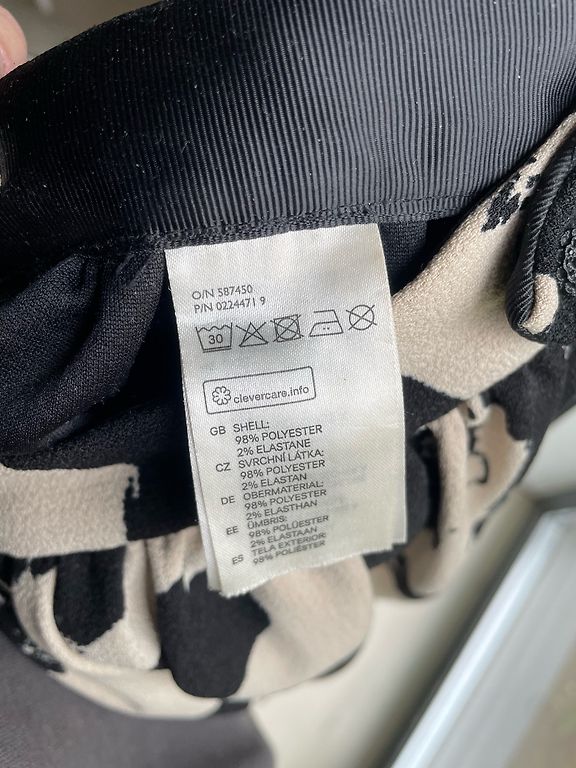 O/N 587450
P/N 0224471 9
30
clevercare.info
GB SHELL:
98% POLYESTER
2% ELASTANE
CZ SVRCHNÍ LÁTKA:
98% POLYESTER
2% ELASTAN
DE OBERMATERIAL:
98% POLYESTER
2% ELASTHAN
EE ÜMBRIS:
98% POLÜESTER
2% ELASTAAN
ES TELA EXTERIOR:
98% POLIÉSTER